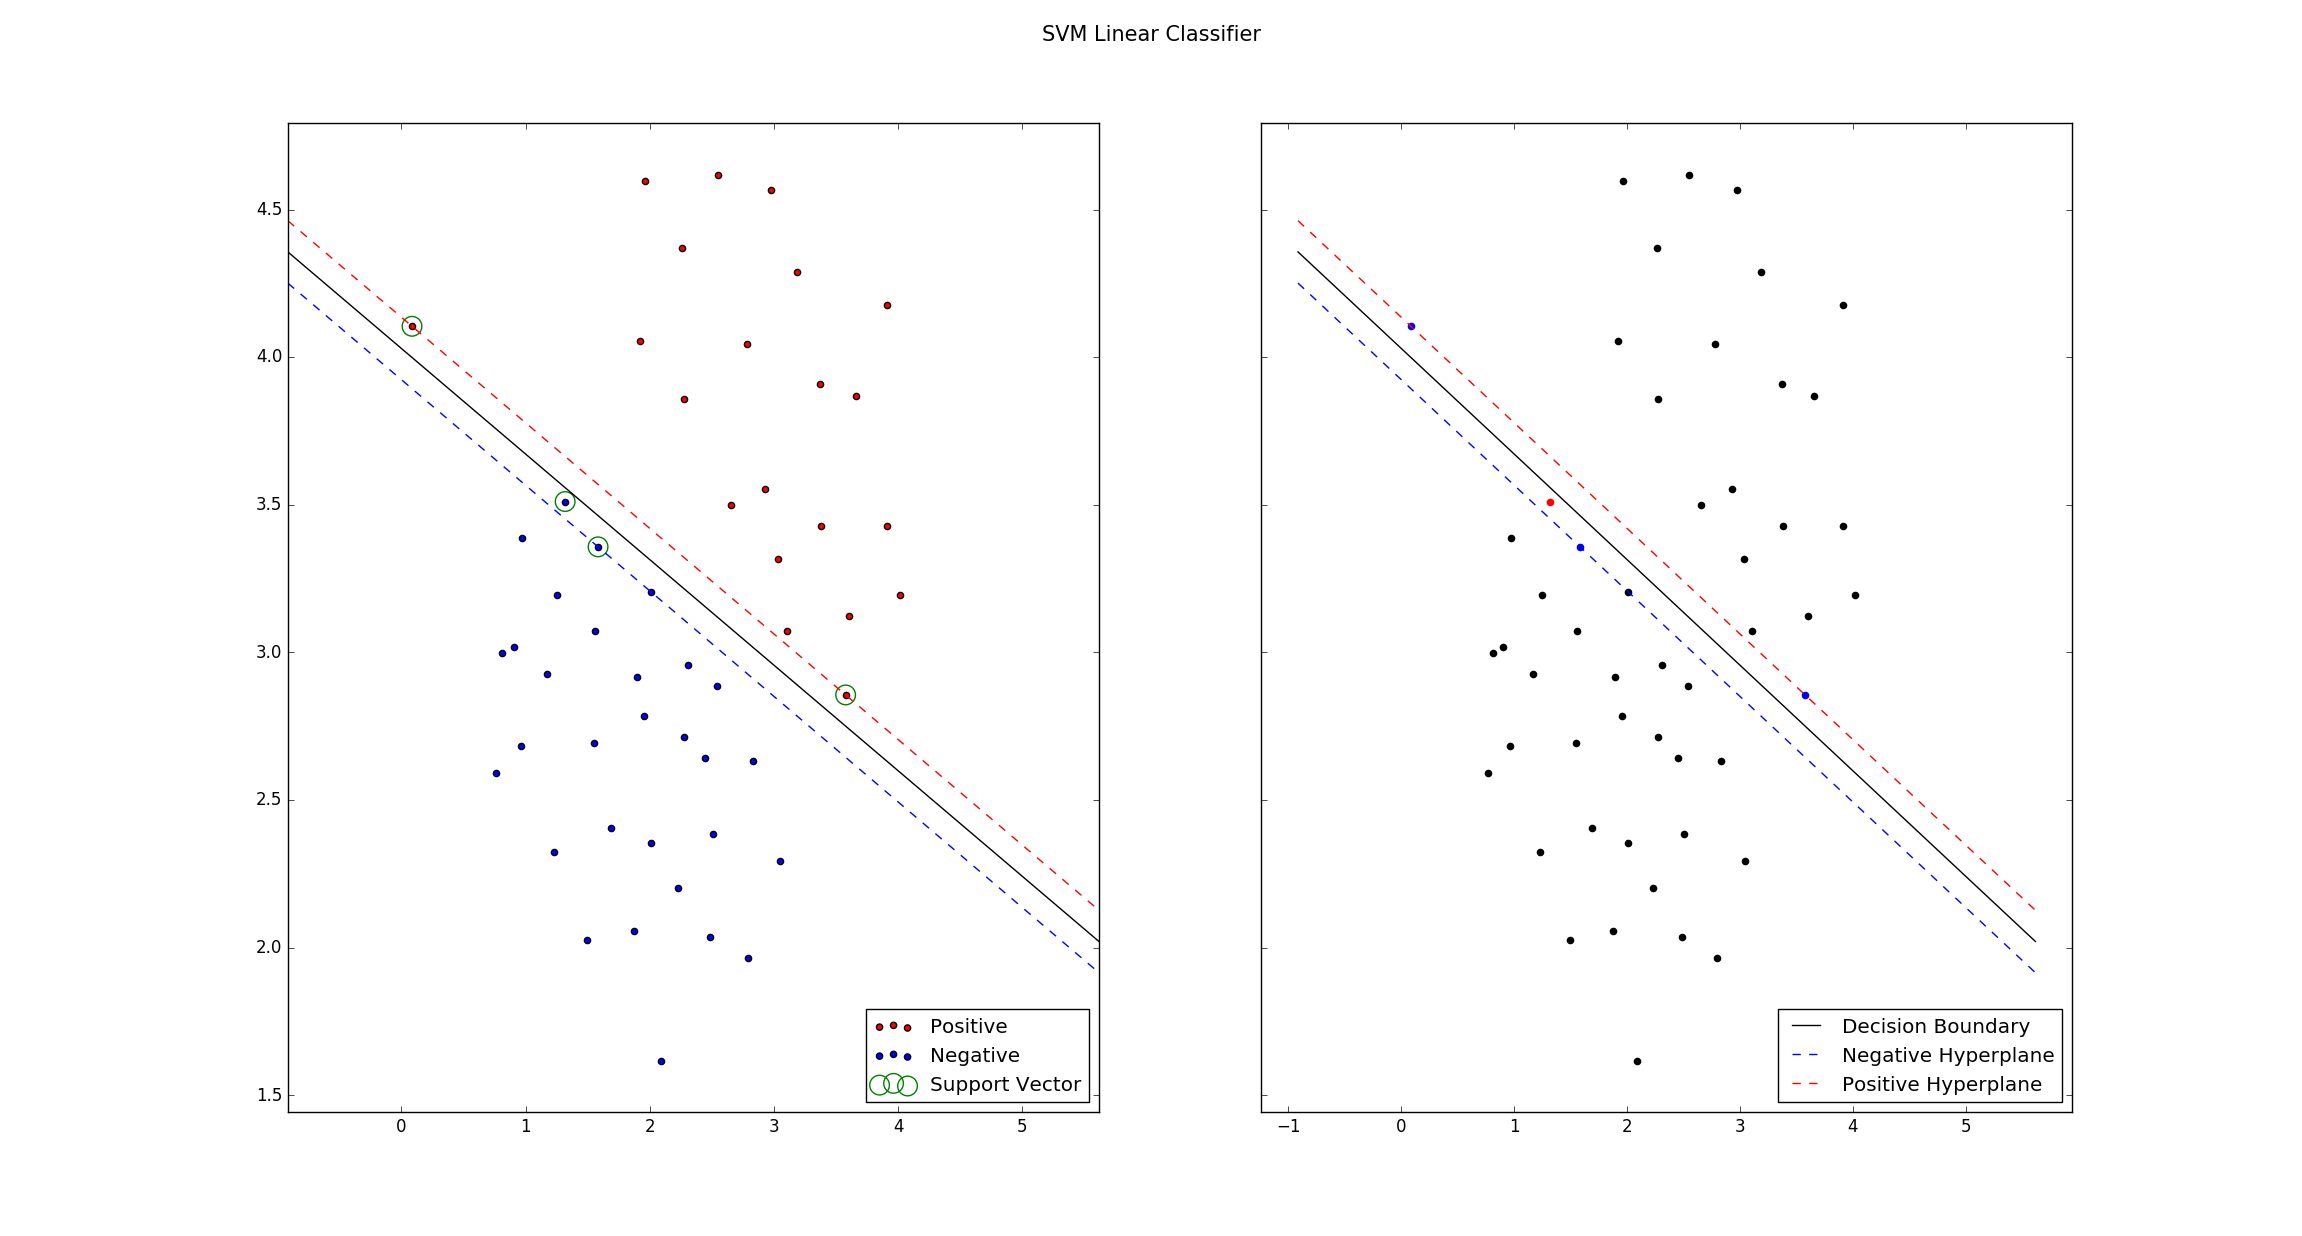 SVM Linear Classifier
4.5
4.0
3.5
3.0
2.5
2.0
1.5
0 1 2 3 4 5
Positive
Negative
Support Vector
−1 0 1 2 3 4 5
Decision Boundary
Negative Hyperplane
Positive Hyperplane